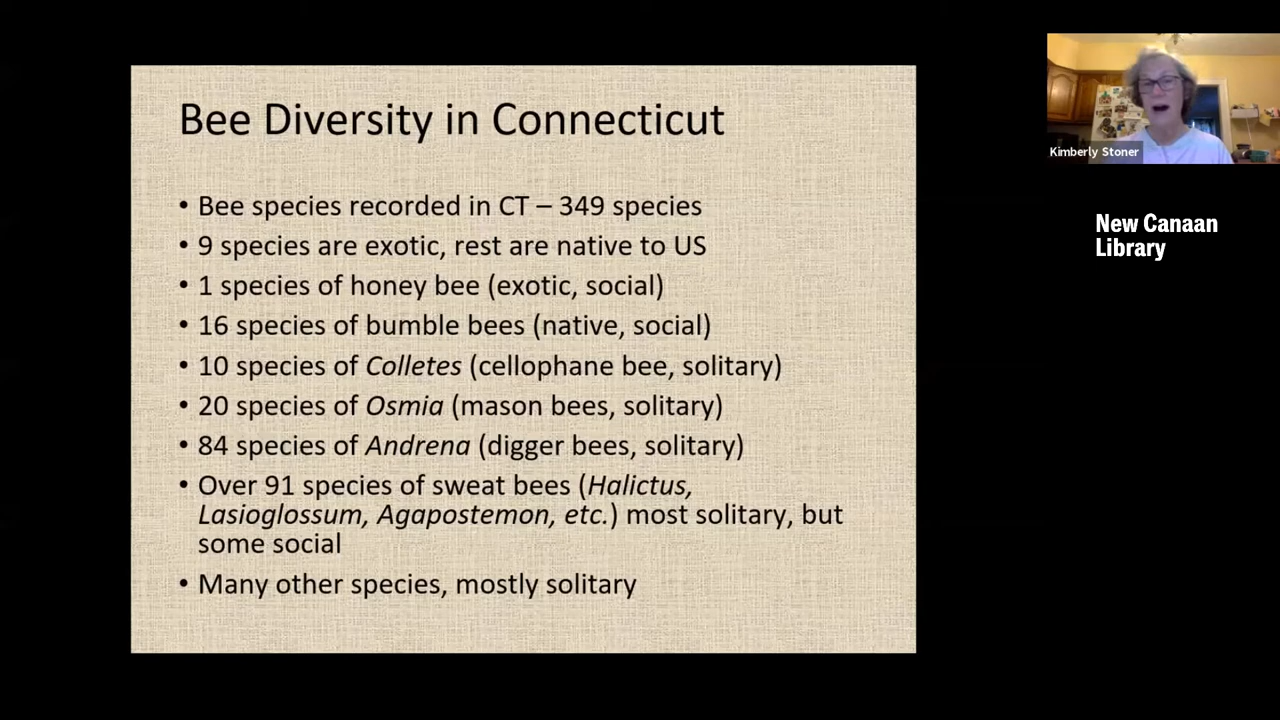 Bee Diversity in Connecticut
• Bee species recorded in CT – 349 species
• 9 species are exotic, rest are native to US
• 1 species of honey bee (exotic, social)
• 16 species of bumble bees (native, social)
• 10 species of Colletes (cellophane bee, solitary)
• 20 species of Osmia (mason bees, solitary)
• 84 species of Andrena (digger bees, solitary)
• Over 91 species of sweat bees (Halictus,
Lasioglossum, Agapostemon, etc.) most solitary, but
some social
• Many other species, mostly solitary
Kimberly Stoner
New Canaan
Library